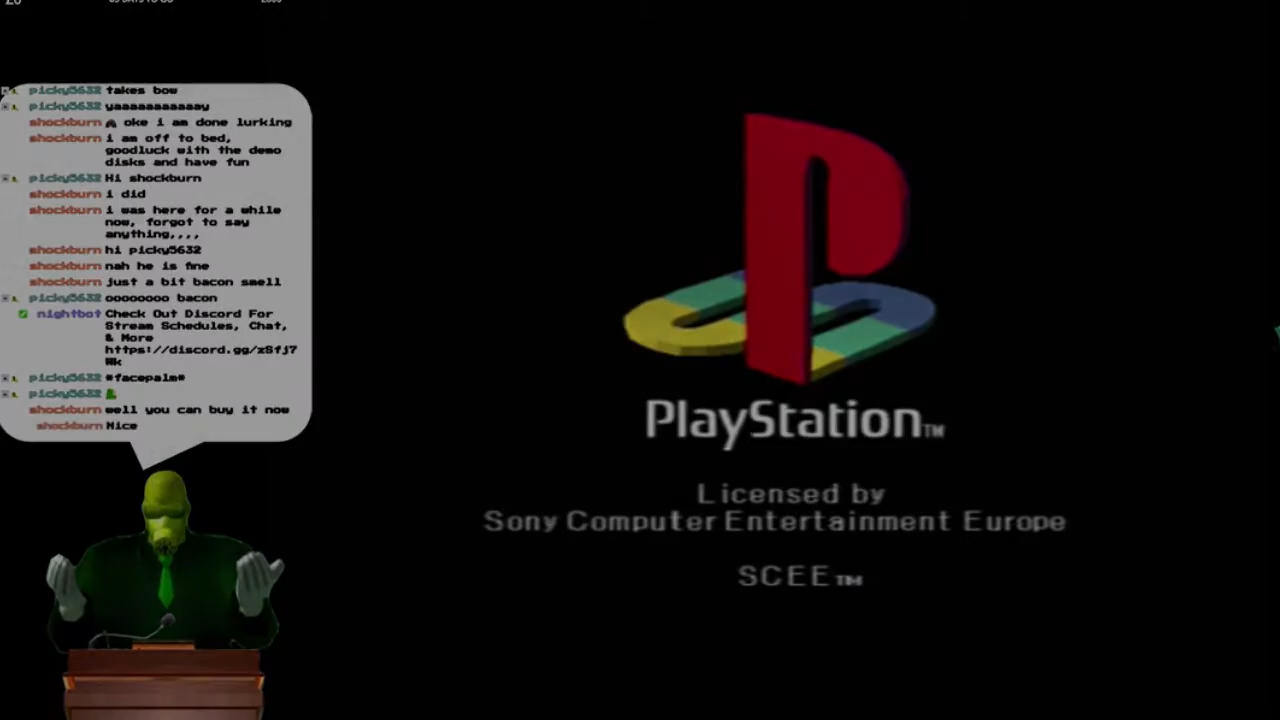 picky5632 takes bow
picky5632 yaaaaaaaaaaay
shockburn oke i am done lurking
shockburn i am off to bed,
goodluck with the demo
disks and have fun
picky5632 Hi shockburn
shockburn i did
shockburn i was here for a while
now, forgot to say
anything,,,,
shockburn hi picky5632
shockburn nah he is fine
shockburn just a bit bacon smell
picky5632 oooooooo bacon
nightbot Check Out Discord For
Stream Schedules, Chat,
& More
picky5632 *facepalm*
picky5632
shockburn well you can buy it now
shockburn Nice
PlayStation™
Licensed by
Sony Computer Entertainment Europe
SCEE™